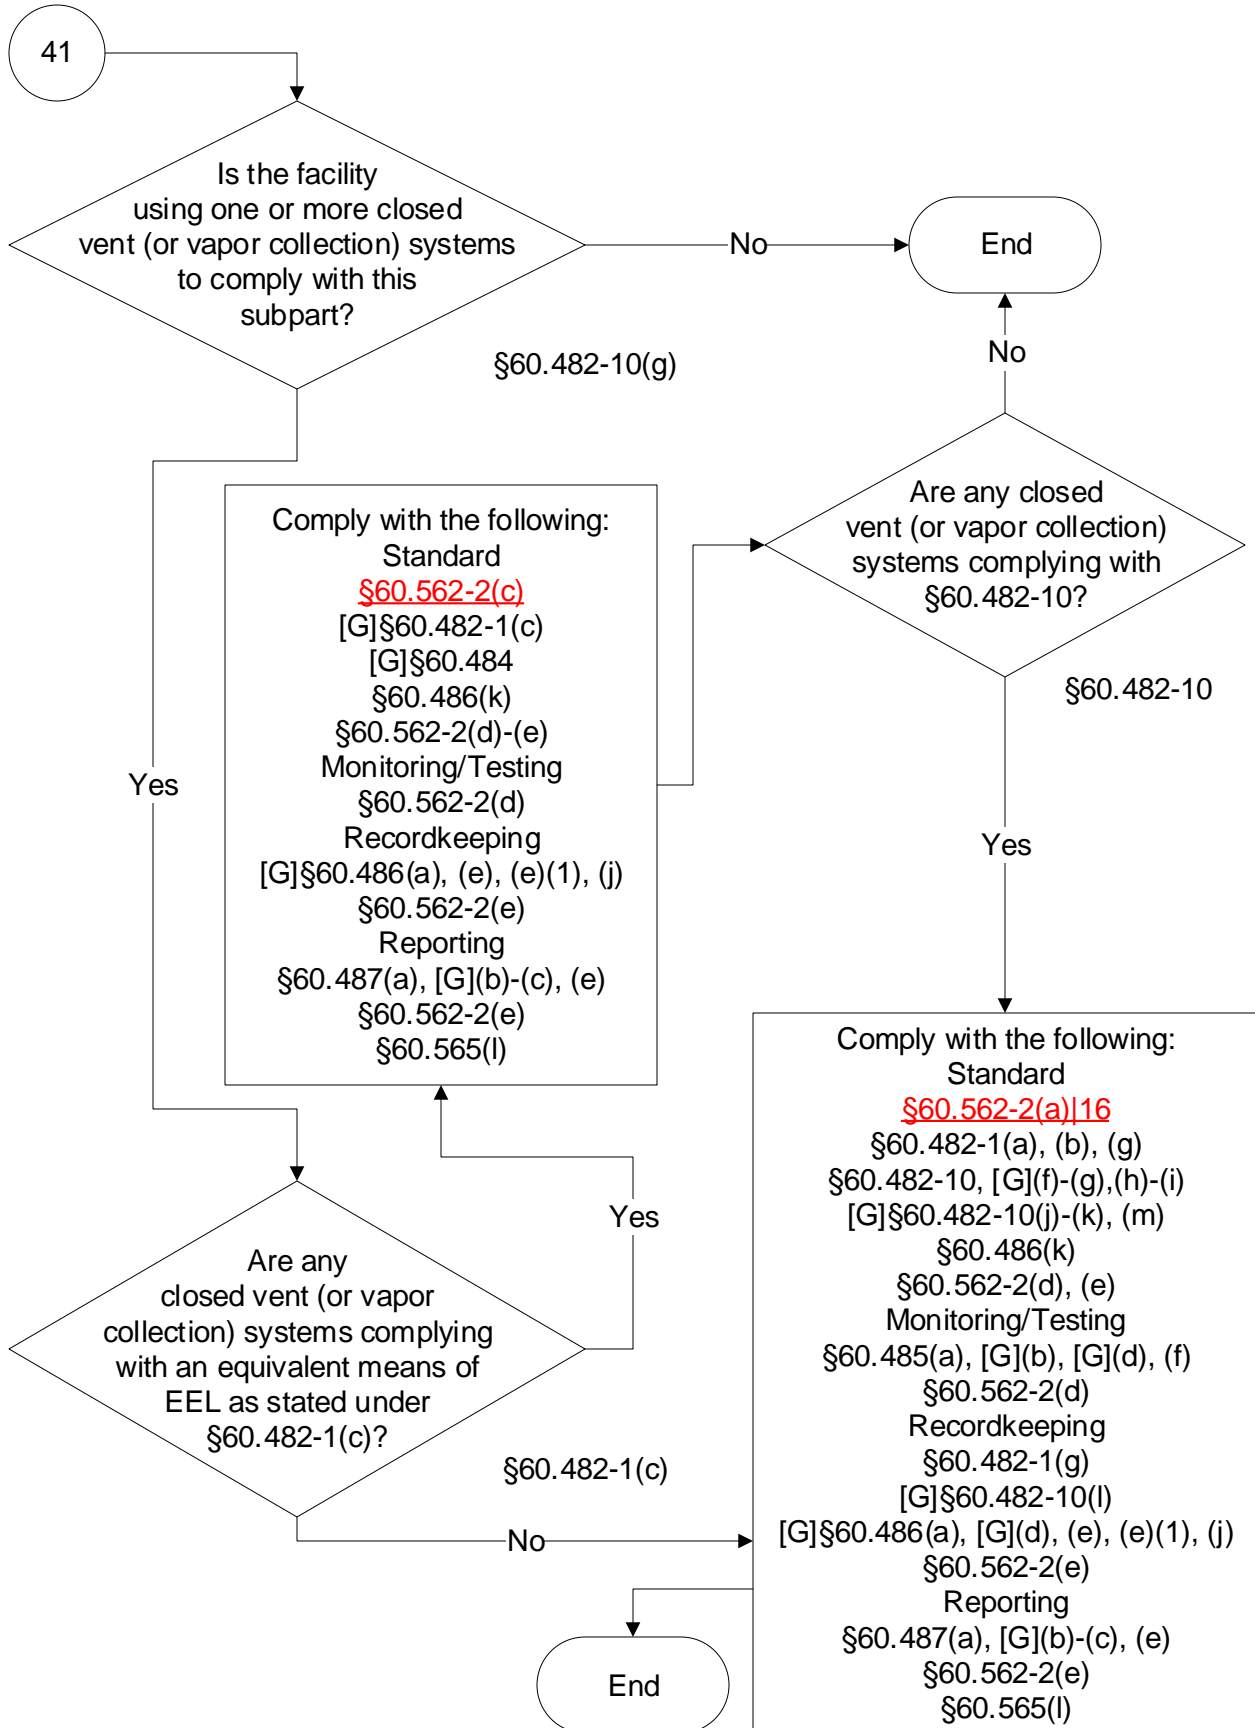 41
Is the facility
using one or more closed
vent (or vapor collection) systems
to comply with this
subpart?
No
End
§60.482-10(g)
No
Yes
Comply with the following:
Standard
§60.562-2(c)
[G]§60.482-1(c)
[G]§60.484
§60.486(k)
§60.562-2(d)-(e)
Monitoring/Testing
§60.562-2(d)
Recordkeeping
[G]§60.486(a), (e), (e)(1), (j)
§60.562-2(e)
Reporting
§60.487(a), [G](b)-(c), (e)
§60.562-2(e)
§60.565(l)
Are any closed
vent (or vapor collection)
systems complying with
§60.482-10?
§60.482-10
Yes
Are any
closed vent (or vapor
collection) systems complying
with an equivalent means of
EEL as stated under
§60.482-1(c)?
Yes
§60.482-1(c)
No
Comply with the following:
Standard
§60.562-2(a)|16
§60.482-1(a), (b), (g)
§60.482-10, [G](f)-(g),(h)-(i)
[G]§60.482-10(j)-(k), (m)
§60.486(k)
§60.562-2(d), (e)
Monitoring/Testing
§60.485(a), [G](b), [G](d), (f)
§60.562-2(d)
Recordkeeping
§60.482-1(g)
[G]§60.482-10(l)
[G]§60.486(a), [G](d), (e), (e)(1), (j)
§60.562-2(e)
Reporting
§60.487(a), [G](b)-(c), (e)
§60.562-2(e)
§60.565(l)
End